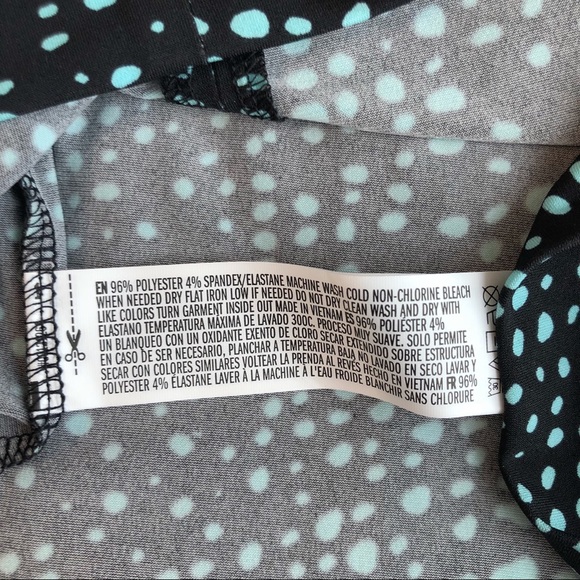 EN 96% POLYESTER 4% SPANDEX/ELASTANE MACHINE WASH COLD NON-CHLORINE BLEACH
WHEN NEEDED DRY FLAT IRON LOW IF NEEDED DO NOT DRY CLEAN WASH AND DRY WITH
LIKE COLORS TURN GARMENT INSIDE OUT MADE IN VIETNAM ES 96% POLIÉSTER 4%
ELASTANO TEMPERATURA MÁXIMA DE LAVADO 300C. PROGRAMA MUY SUAVE. SOLO PERMITE
UN BLANQUEO CON UN OXIDANTE EXENTO DE CLORO SECAR EXTENDIDO SOBRE ESTRUCTURA
EN CASO DE SER NECESARIO, PLANCHAR A TEMPERATURA BAJA NO LAVADO EN SECO LAVAR Y
SECAR CON COLORES SIMILARES VOLTEAR LA PRENDA AL REVÉS HECHO EN VIETNAM FR 96%
POLYESTER 4% ÉLASTANE LAVER À LA MACHINE À L'EAU FROIDE BLANCHIR SANS CHLORURE